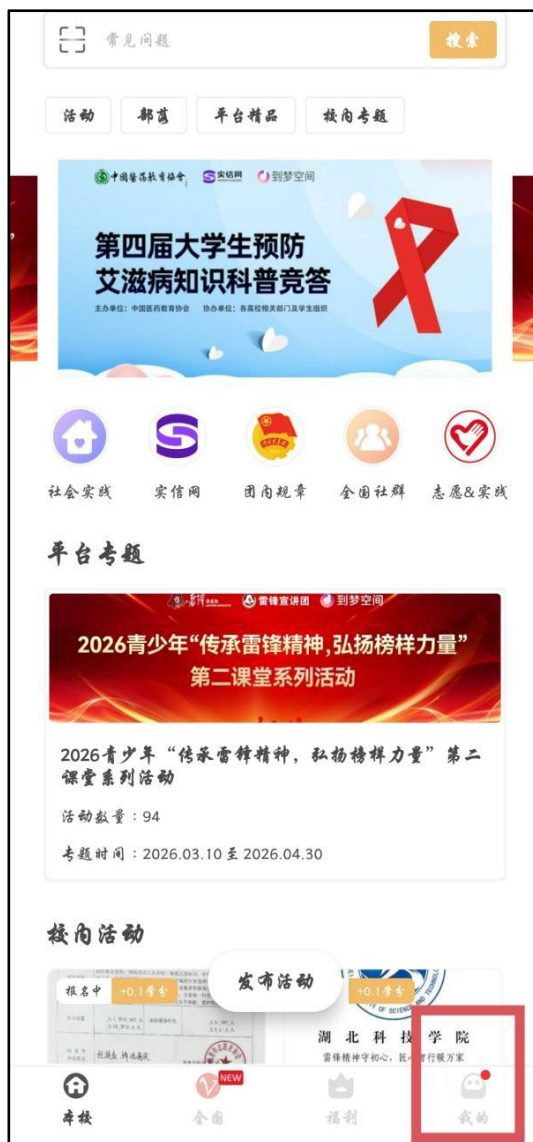 常见问题
搜索
活动
部落
平台精品
校内专题
中国医药教育协会
实信网
到梦空间
第四届大学生预防
艾滋病知识科普竞答
主办单位：中国医药教育协会 协办单位：各高校相关部门及学生组织
社会实践
实信网
团内规章
全国社群
志愿&实践
平台专题
雷锋宣讲团
到梦空间
2026青少年“传承雷锋精神,弘扬榜样力量”
第二课堂系列活动
2026青少年“传承雷锋精神，弘扬榜样力量”第二
课堂系列活动
活动数量：94
专题时间：2026.03.10 至 2026.04.30
校内活动
报名中
+0.1学分
发布活动
+0.1学分
湖北科技学院
NEW
本校
全国
福利
我的